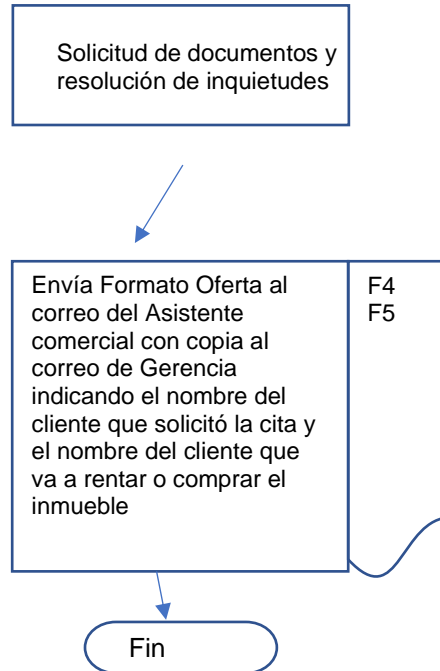 Solicitud de documentos y
resolución de inquietudes
Envía Formato Oferta al
correo del Asistente
comercial con copia al
correo de Gerencia
indicando el nombre del
cliente que solicitó la cita y
el nombre del cliente que
va a rentar o comprar el
inmueble
F4
F5
Fin